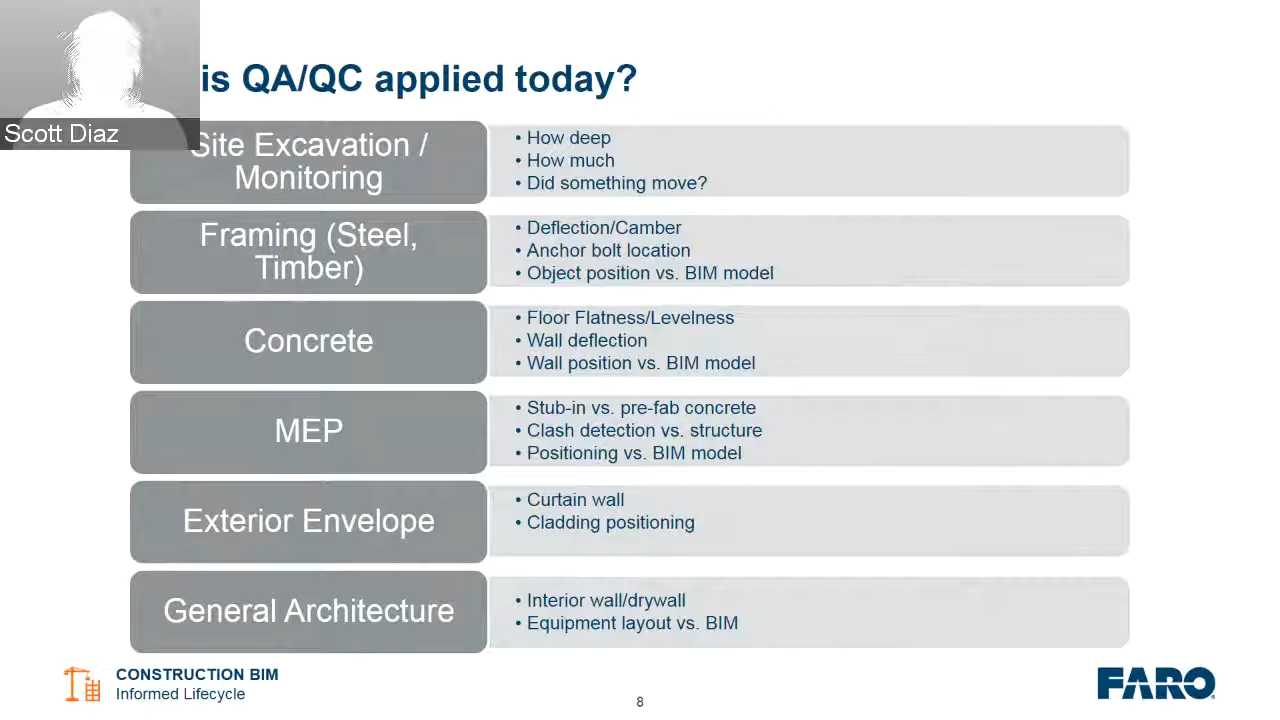 Scott Diaz
is QA/QC applied today?
Site Excavation /
Monitoring
• How deep
• How much
• Did something move?
Framing (Steel,
Timber)
• Deflection/Camber
• Anchor bolt location
• Object position vs. BIM model
Concrete
• Floor Flatness/Levelness
• Wall deflection
• Wall position vs. BIM model
MEP
• Stub-in vs. pre-fab concrete
• Clash detection vs. structure
• Positioning vs. BIM model
Exterior Envelope
• Curtain wall
• Cladding positioning
General Architecture
• Interior wall/drywall
• Equipment layout vs. BIM
CONSTRUCTION BIM
Informed Lifecycle
8
FARO